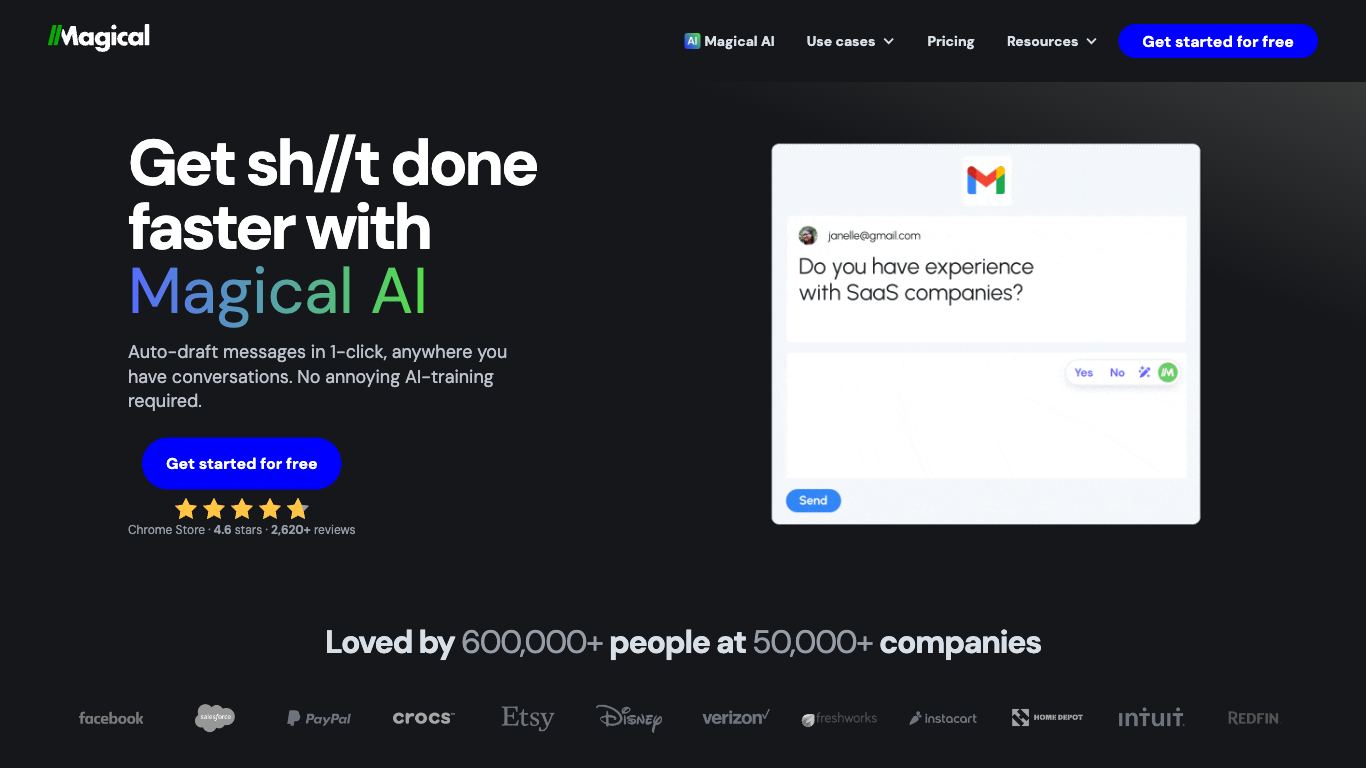 //Magical
AI Magical AI
Use cases
Pricing
Resources
Get started for free
Get sh//t done
faster with
Magical AI
Auto-draft messages in 1-click, anywhere you
have conversations. No annoying AI-training
required.
Get started for free
Chrome Store · 4.6 stars · 2,620+ reviews
janelle@gmail.com
Do you have experience
with SaaS companies?
Yes No
Send
Loved by 600,000+ people at 50,000+ companies
facebook
salesforce
PayPal
crocs™
Etsy
Disney
verizon✓
freshworks
instacart
HOME DEPOT
intuit
REDFIN